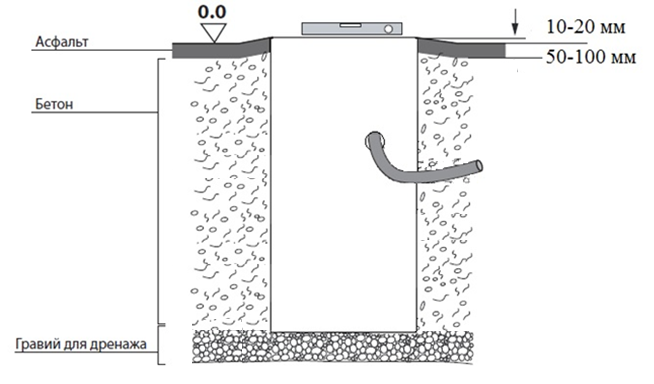 0.0
10-20 мм
Асфальт
50-100 мм
Бетон
Гравий для дренажа